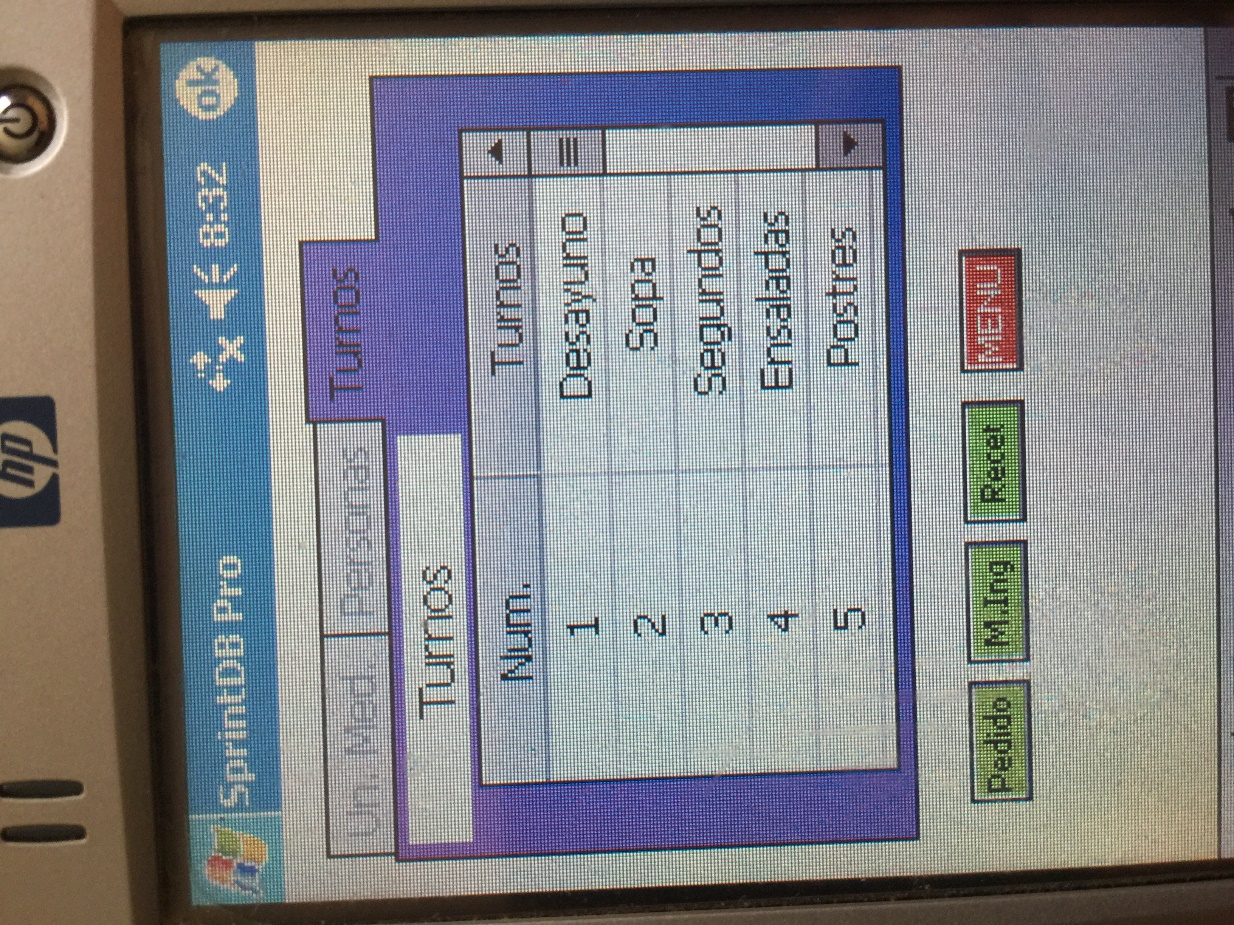 hp
SprintDB Pro 8:32 ok
Un. Med. Personas Turnos
Turnos
Num. Turnos
1 Desayuno
2 Sopa
3 Segundos
4 Ensaladas
5 Postres
Pedido M.Ing Recet MENU